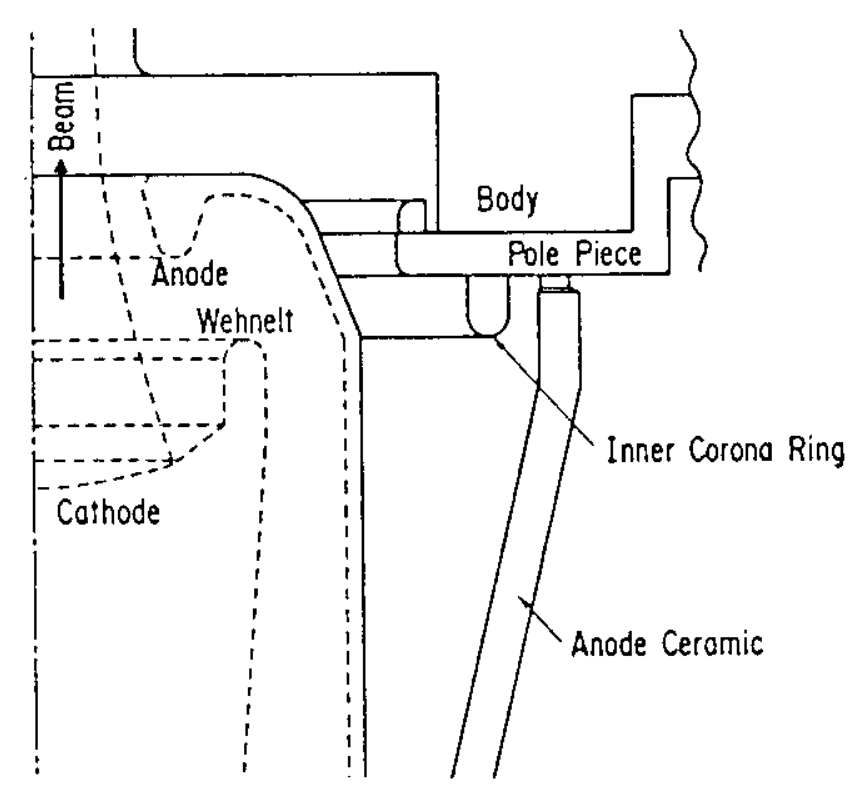 Beam
Body
Pole Piece
Anode
Wehnelt
Inner Corona Ring
Cathode
Anode Ceramic